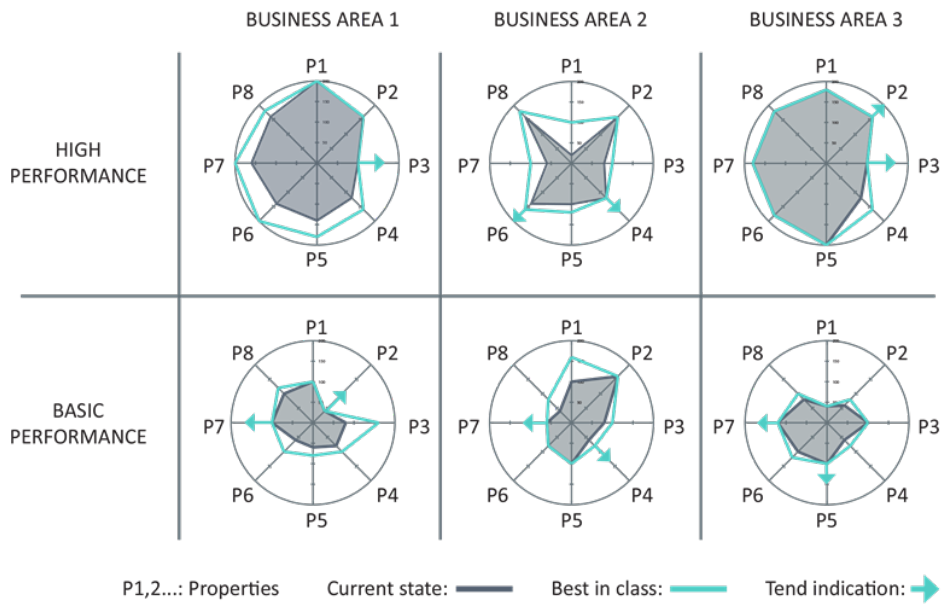 BUSINESS AREA 1
BUSINESS AREA 2
BUSINESS AREA 3
HIGH
PERFORMANCE
P1
P2
P3
P4
P5
P6
P7
P8
P1
P2
P3
P4
P5
P6
P7
P8
P1
P2
P3
P4
P5
P6
P7
P8
BASIC
PERFORMANCE
P1
P2
P3
P4
P5
P6
P7
P8
P1
P2
P3
P4
P5
P6
P7
P8
P1
P2
P3
P4
P5
P6
P7
P8
P1,2...: Properties Current state: Best in class: Tend indication: